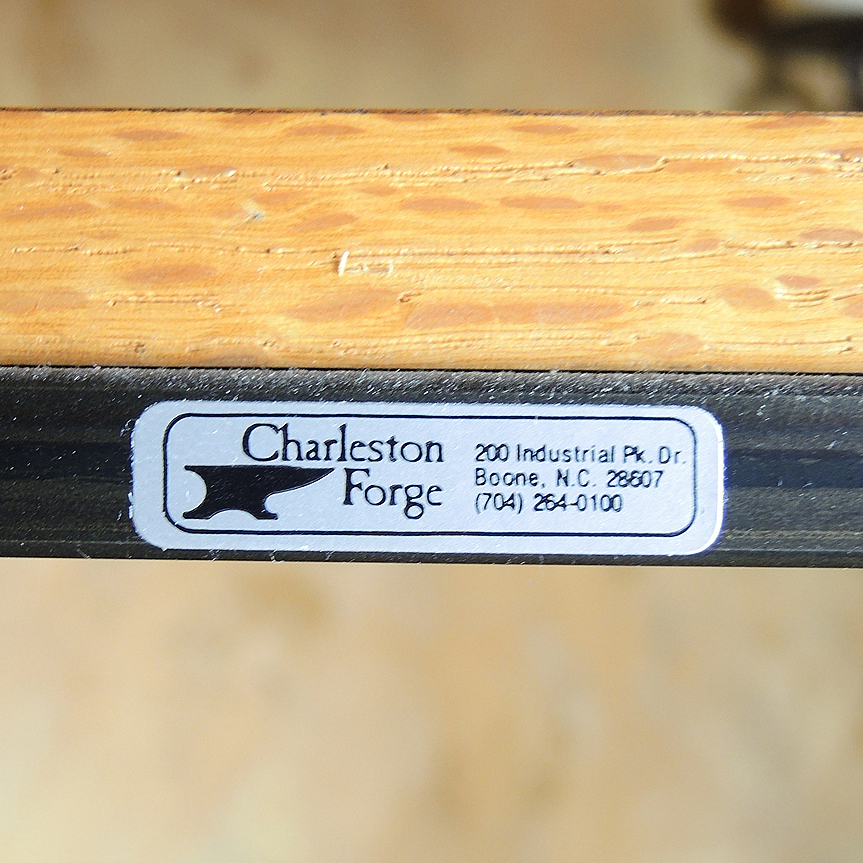 Charleston
Forge
200 Industrial Pk. Dr.
Boone, N.C. 28607
(704) 264-0100